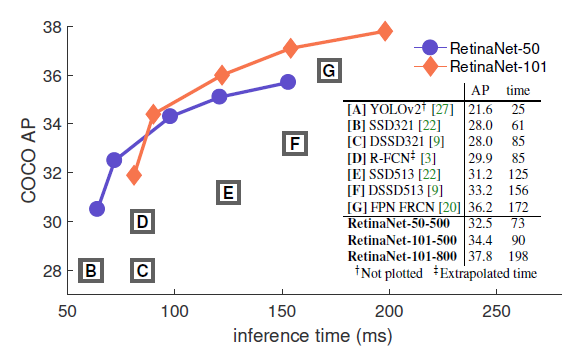 38
36
34
32
30
28
COCO AP
50
100
150
200
250
inference time (ms)
B
C
D
E
F
G
RetinaNet-50
RetinaNet-101
AP time
[A] YOLOv2† [27] 21.6 25
[B] SSD321 [22] 28.0 61
[C] DSSD321 [9] 28.0 85
[D] R-FCN‡ [3] 29.9 85
[E] SSD513 [22] 31.2 125
[F] DSSD513 [9] 33.2 156
[G] FPN FRCN [20] 36.2 172
RetinaNet-50-500 32.5 73
RetinaNet-101-500 34.4 90
RetinaNet-101-800 37.8 198
†Not plotted ‡Extrapolated time